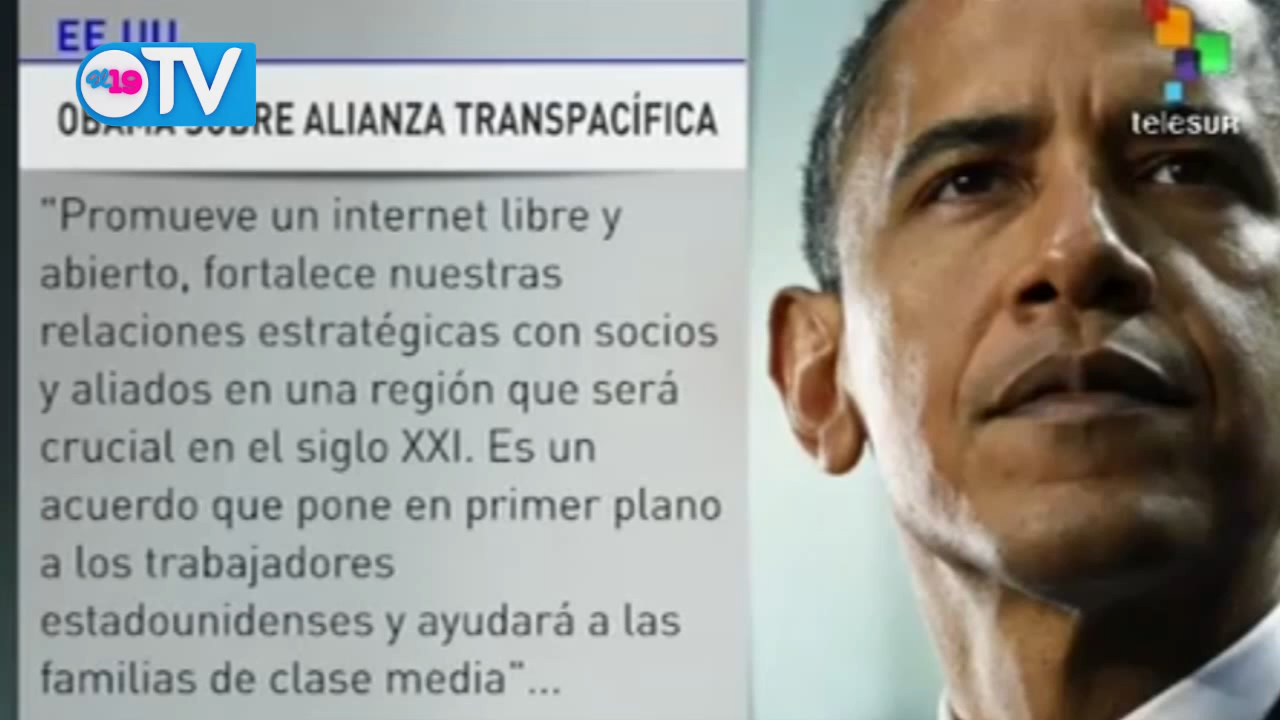 EE.UU
El 19 TV
OBAMA SOBRE ALIANZA TRANSPACÍFICA
teleSUR
"Promueve un internet libre y
abierto, fortalece nuestras
relaciones estratégicas con socios
y aliados en una región que será
crucial en el siglo XXI. Es un
acuerdo que pone en primer plano
a los trabajadores
estadounidenses y ayudará a las
familias de clase media"...